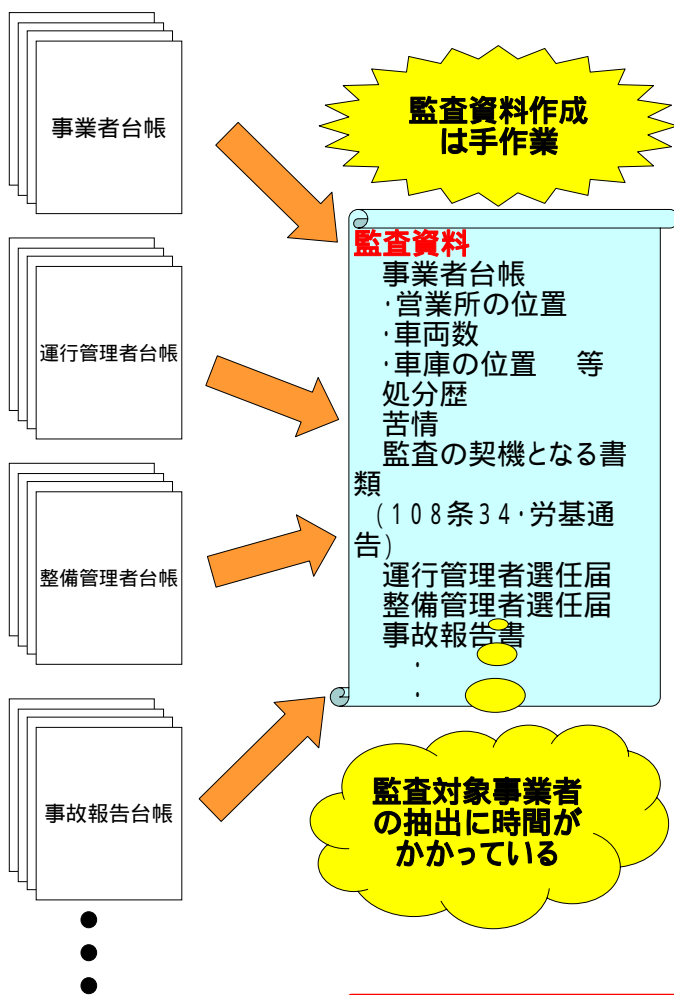 事業者台帳
運行管理者台帳
整備管理者台帳
事故報告台帳
監査資料作成
は手作業
監査資料
事業者台帳
・営業所の位置
・車両数
・車庫の位置　等
処分歴
苦情
監査の契機となる書
類
(108条34・労基通
告)
運行管理者選任届
整備管理者選任届
事故報告書
・
・
監査対象事業者
の抽出に時間が
かかっている